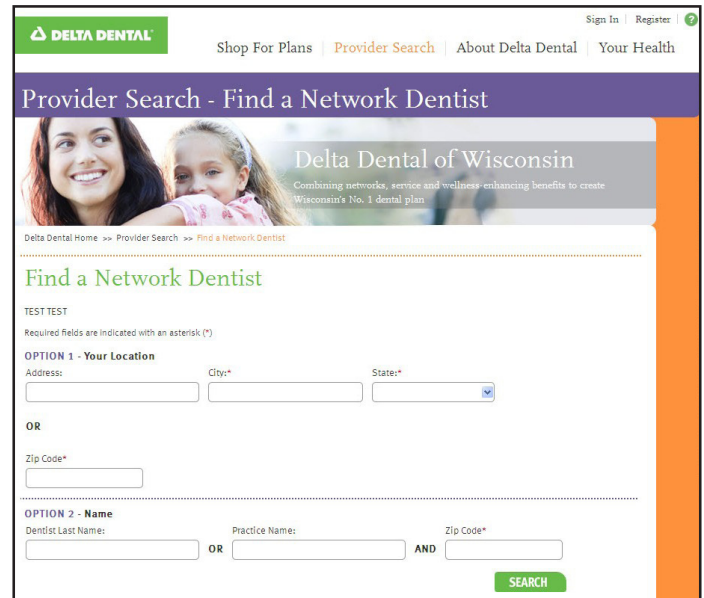 Sign In | Register | ?
DELTA DENTAL®
Shop For Plans | Provider Search | About Delta Dental | Your Health
Provider Search - Find a Network Dentist
Delta Dental of Wisconsin
Combining networks, service and wellness-enhancing benefits to create
Wisconsin's No. 1 dental plan
Delta Dental Home >> Provider Search >> Find a Network Dentist
Find a Network Dentist
TEST TEST
Required fields are indicated with an asterisk (*)
OPTION 1 - Your Location
Address: City:* State:*
OR
Zip Code*
OPTION 2 - Name
Dentist Last Name: Practice Name: Zip Code*
OR AND
SEARCH